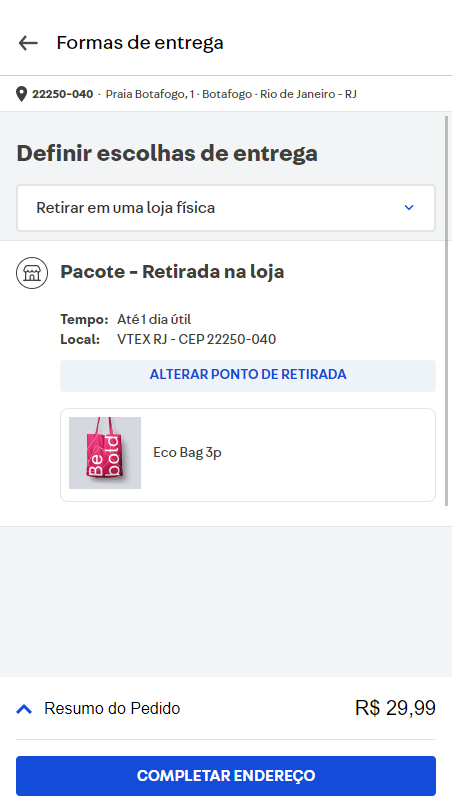 Formas de entrega
22250-040 · Praia Botafogo, 1 · Botafogo · Rio de Janeiro - RJ
Definir escolhas de entrega
Retirar em uma loja física
Pacote - Retirada na loja
Tempo: Até 1 dia útil
Local: VTEX RJ - CEP 22250-040
ALTERAR PONTO DE RETIRADA
Be bold
Eco Bag 3p
Resumo do Pedido R$ 29,99
COMPLETAR ENDEREÇO